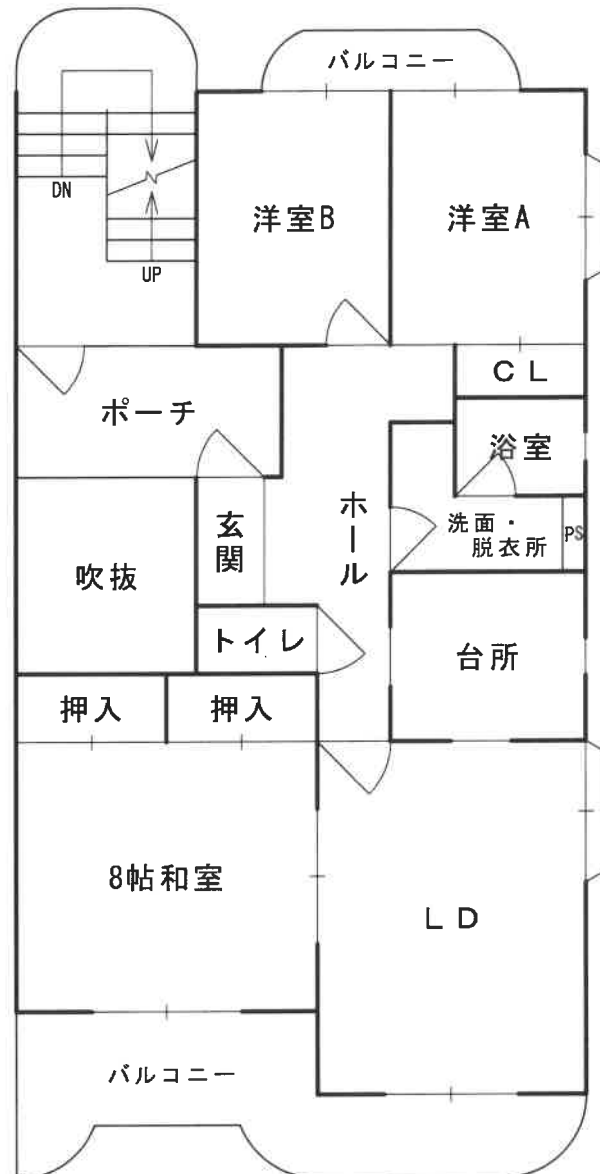 バルコニー
DN
UP
洋室B
洋室A
CL
ポーチ
浴室
玄関
ホール
洗面・
脱衣所
PS
吹抜
トイレ
台所
押入
押入
8帖和室
LD
バルコニー